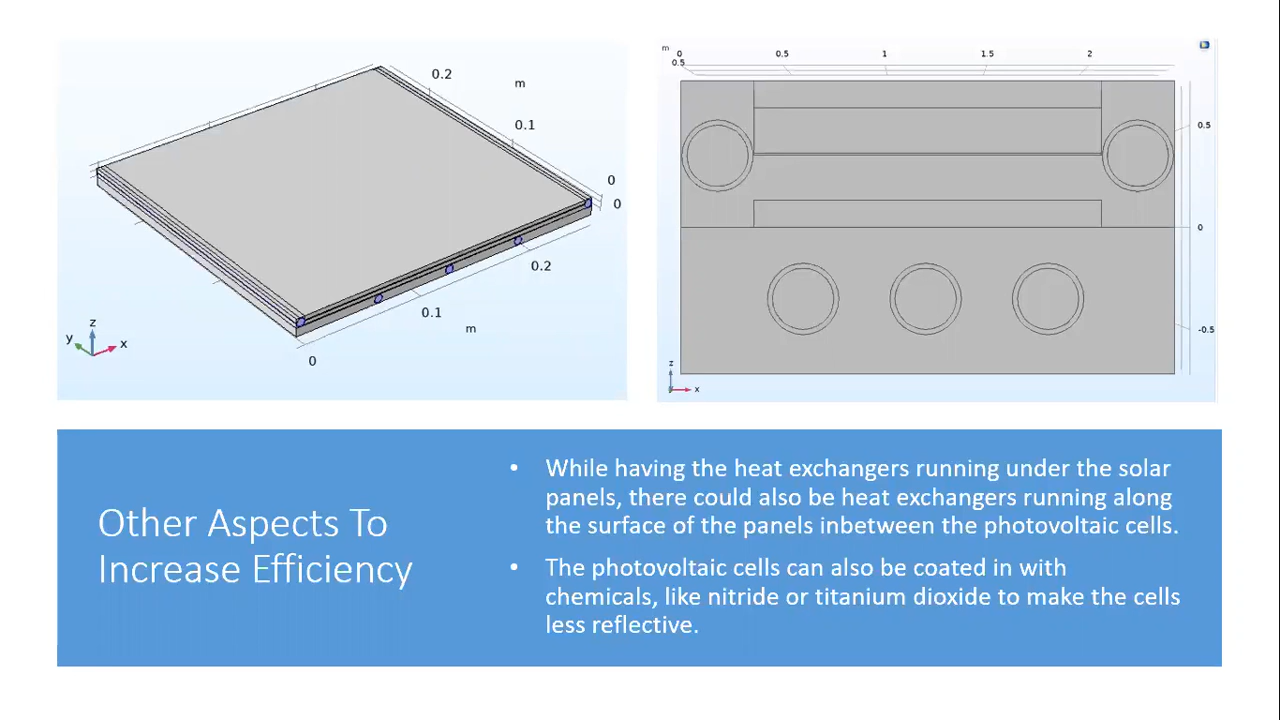 0.2
m
0.1
0
0
0.2
0.1
m
0
z
y
x
m
0
0.5
1
1.5
2
0.5
0.5
0
-0.5
z
x
Other Aspects To
Increase Efficiency
• While having the heat exchangers running under the solar
panels, there could also be heat exchangers running along
the surface of the panels inbetween the photovoltaic cells.
• The photovoltaic cells can also be coated in with
chemicals, like nitride or titanium dioxide to make the cells
less reflective.